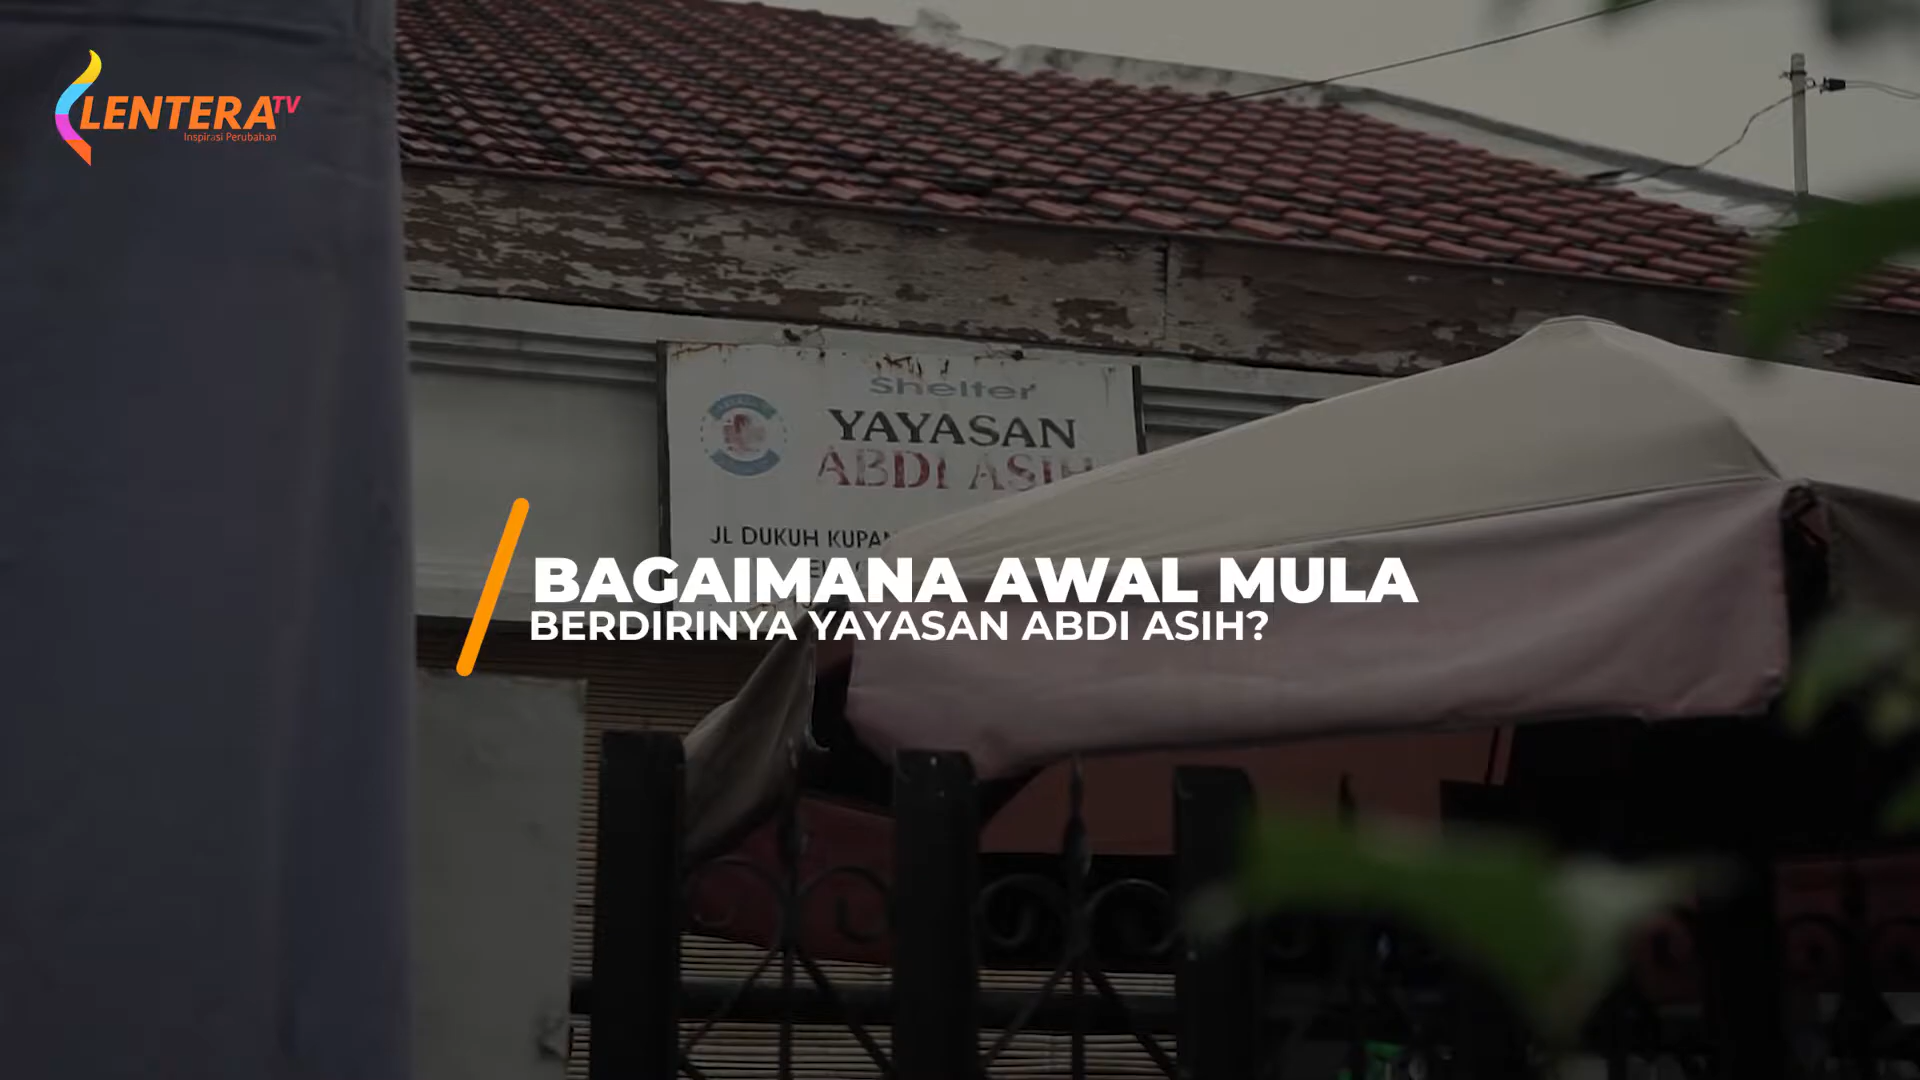 LENTERA TV
Inspirasi Perubahan
Shelter
YAYASAN
ABDI ASIH
JL DUKUH KUPAN
BAGAIMANA AWAL MULA
BERDIRINYA YAYASAN ABDI ASIH?